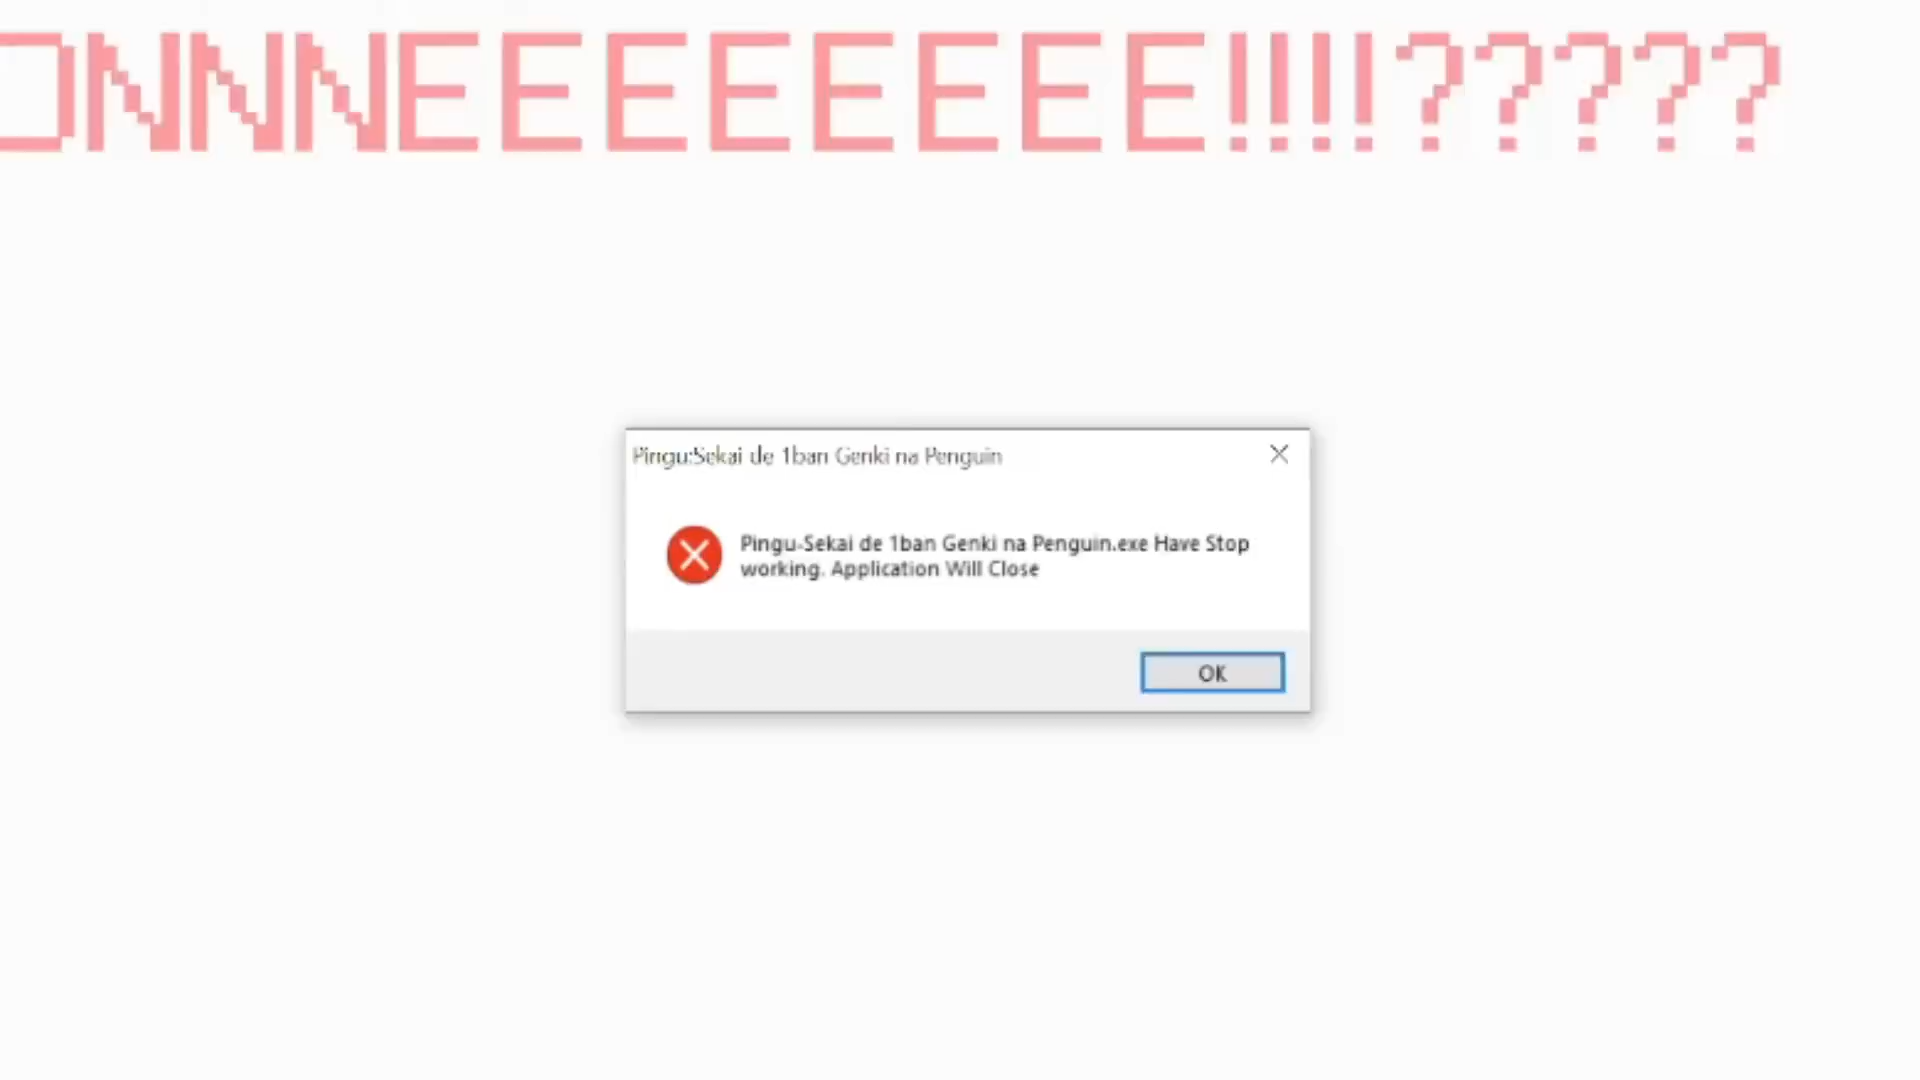 ONNNEEEEEEEE!!!!?????
Pingu:Sekai de 1ban Genki na Penguin
Pingu-Sekai de 1ban Genki na Penguin.exe Have Stop
working. Application Will Close
OK